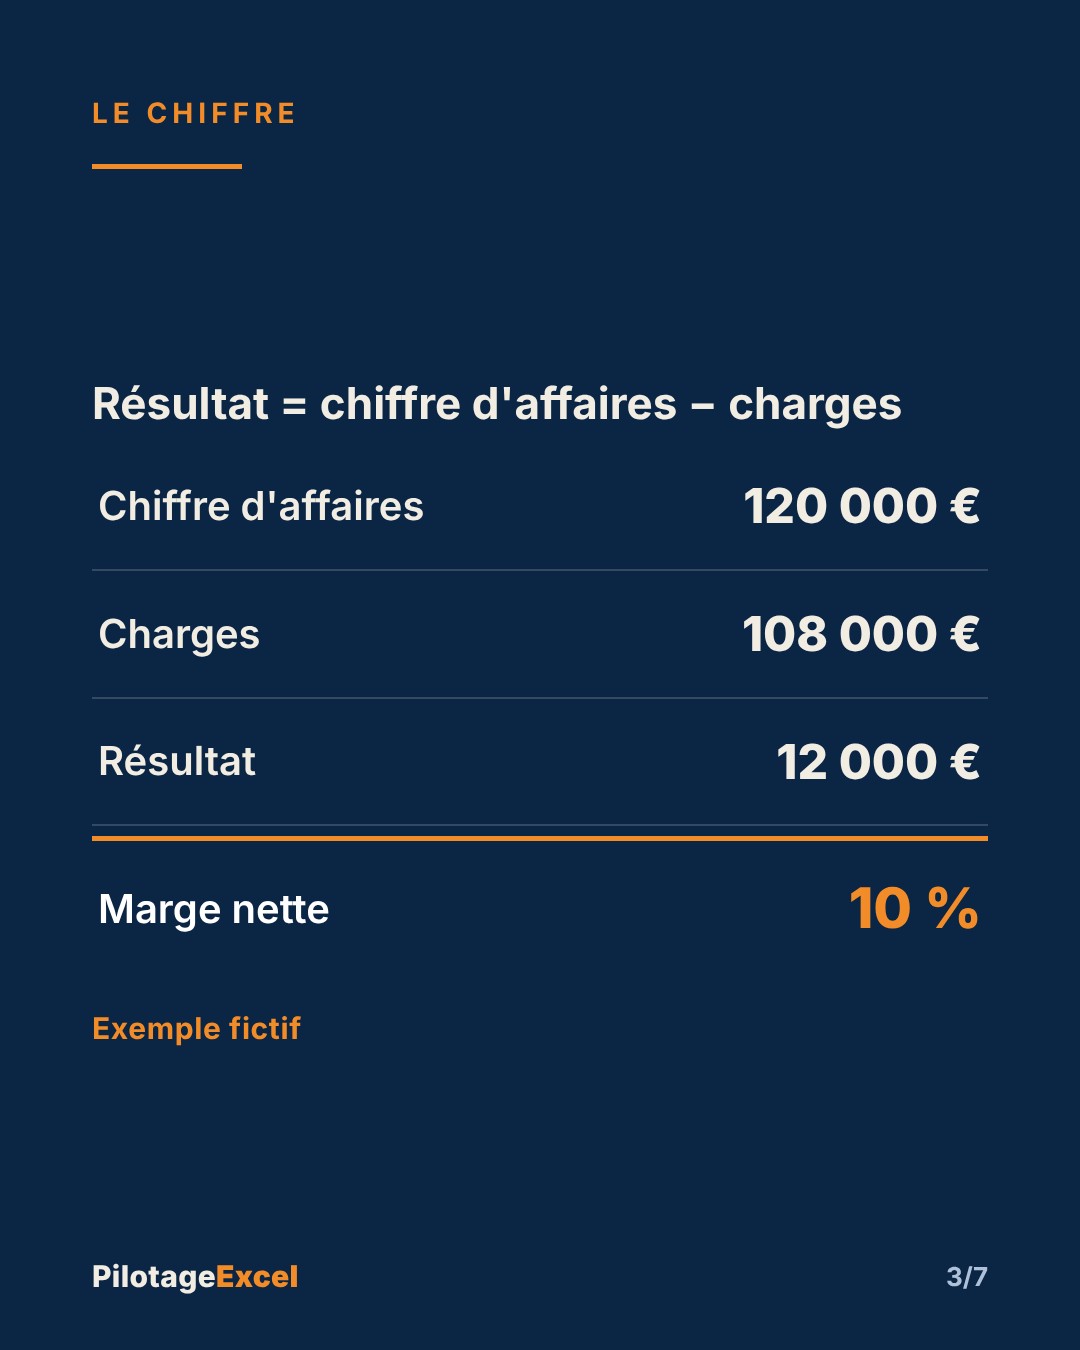 LE CHIFFRE
Résultat = chiffre d'affaires – charges
Chiffre d'affaires 120 000 €
Charges 108 000 €
Résultat 12 000 €
Marge nette 10 %
Exemple fictif
PilotageExcel 3/7